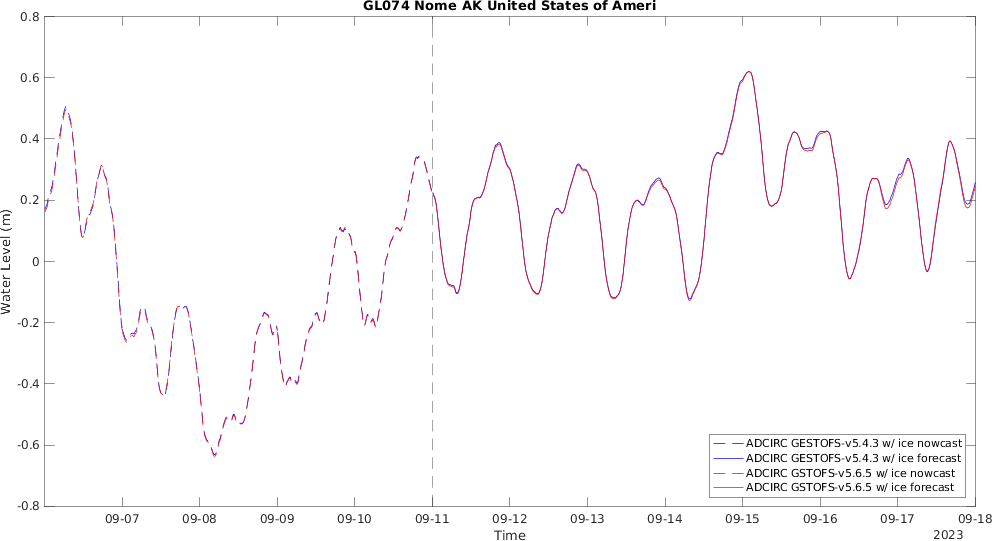 GL074 Nome AK United States of Ameri
0.8
0.6
0.4
0.2
0
-0.2
-0.4
-0.6
-0.8
Water Level (m)
ADCIRC GESTOFS-v5.4.3 w/ ice nowcast
ADCIRC GESTOFS-v5.4.3 w/ ice forecast
ADCIRC GSTOFS-v5.6.5 w/ ice nowcast
ADCIRC GSTOFS-v5.6.5 w/ ice forecast
09-07 09-08 09-09 09-10 09-11 09-12 09-13 09-14 09-15 09-16 09-17 09-18
Time
2023